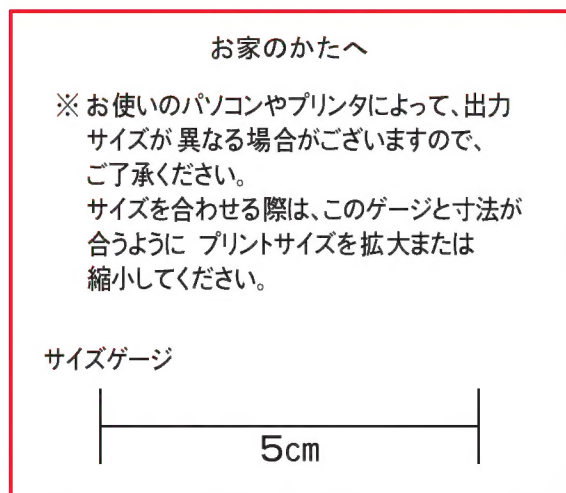 お家のかたへ
※ お使いのパソコンやプリンタによって、出力
サイズが 異なる場合がございますので、
ご了承ください。
サイズを合わせる際は、このゲージと寸法が
合うように プリントサイズを拡大または
縮小してください。
サイズゲージ
5cm